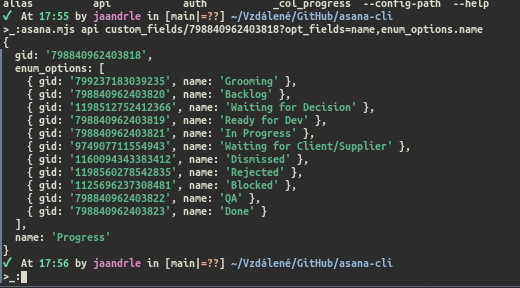 alias          api            auth           _col_progress  --config-path  --help
✓ At 17:55 by jaandrle in [main|=??] ~/Vzdálené/GitHub/asana-cli
>_:asana.mjs api custom_fields/798840962403818?opt_fields=name,enum_options.name
{
  gid: '798840962403818',
  enum_options: [
    { gid: '799237183039235', name: 'Grooming' },
    { gid: '798840962403820', name: 'Backlog' },
    { gid: '1198512752412366', name: 'Waiting for Decision' },
    { gid: '798840962403819', name: 'Ready for Dev' },
    { gid: '798840962403821', name: 'In Progress' },
    { gid: '974907711554943', name: 'Waiting for Client/Supplier' },
    { gid: '1160094343383412', name: 'Dismissed' },
    { gid: '1198560278542835', name: 'Rejected' },
    { gid: '1125696237308481', name: 'Blocked' },
    { gid: '798840962403822', name: 'QA' },
    { gid: '798840962403823', name: 'Done' }
  ],
  name: 'Progress'
}
✓ At 17:56 by jaandrle in [main|=??] ~/Vzdálené/GitHub/asana-cli
>_: